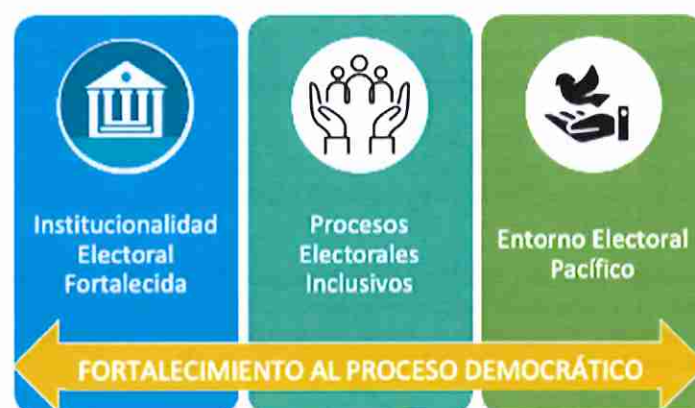 Institucionalidad
Electoral
Fortalecida
Procesos
Electorales
Inclusivos
Entorno Electoral
Pacífico
FORTALECIMIENTO AL PROCESO DEMOCRÁTICO